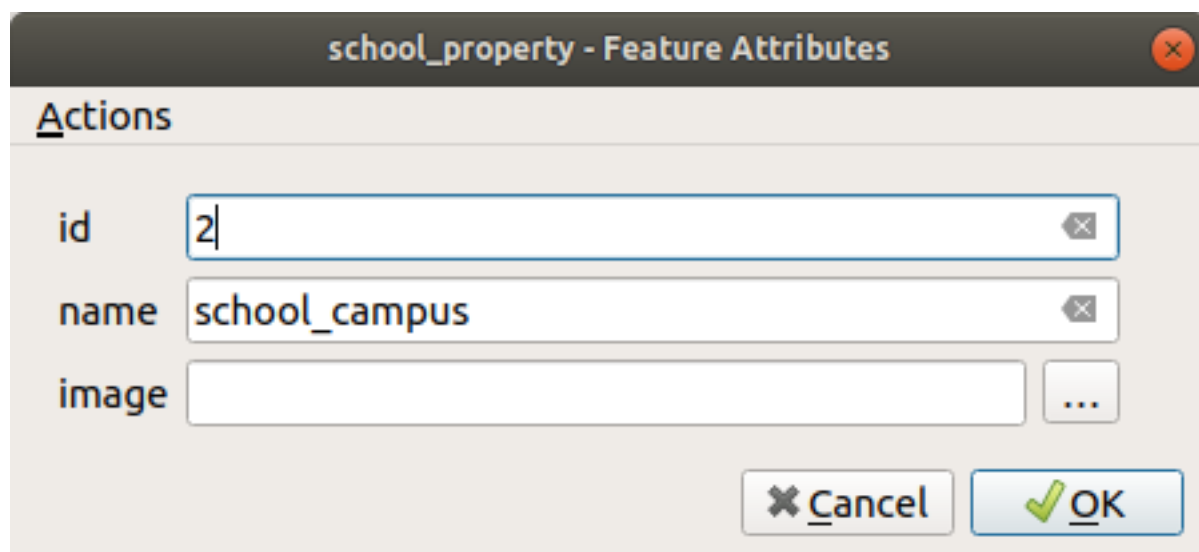 school_property - Feature Attributes
Actions
id 2
name school_campus
image ...
Cancel OK